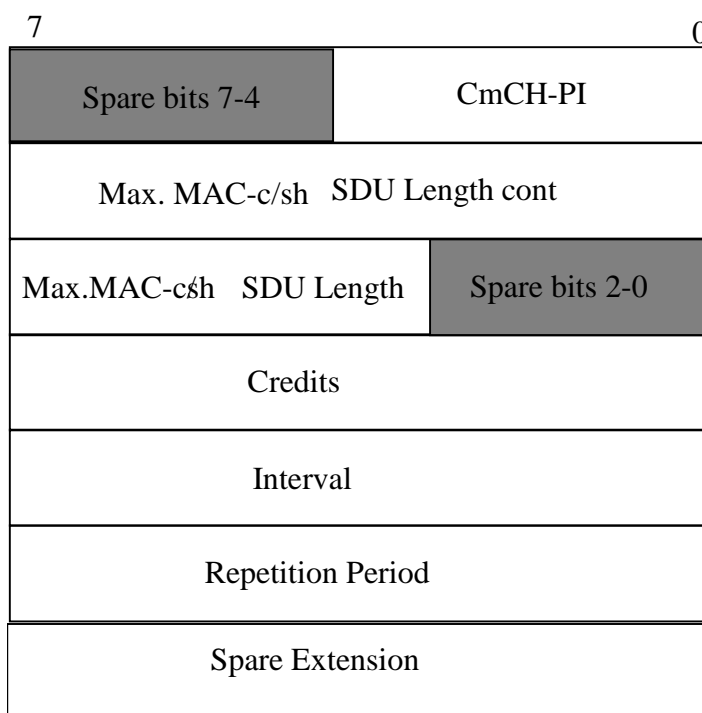 7 0
Spare bits 7-4 CmCH-PI
Max. MAC-c/sh SDU Length cont
Max.MAC-c/sh SDU Length Spare bits 2-0
Credits
Interval
Repetition Period
Spare Extension